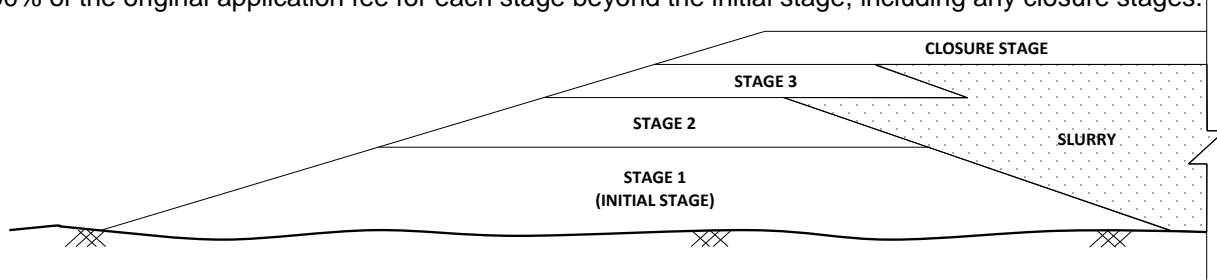 of the original application fee for each stage beyond the initial stage, including any closure stages.
CLOSURE STAGE
STAGE 3
STAGE 2
SLURRY
STAGE 1
(INITIAL STAGE)